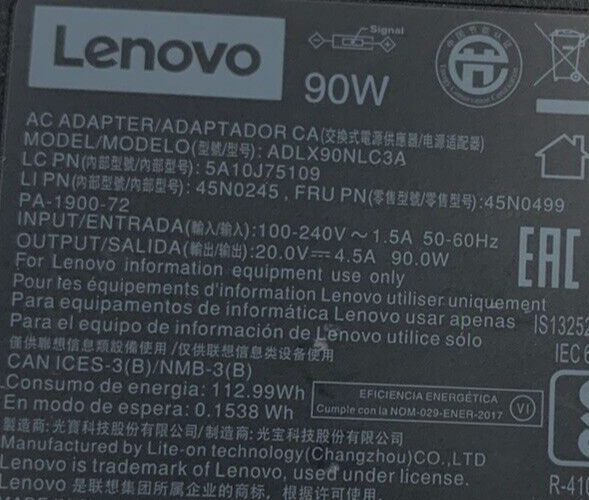 Lenovo
Signal
90W
AC ADAPTER/ADAPTADOR CA(交換式電源供應器/电源适配器)
MODEL/MODELO(型號/型号): ADLX90NLC3A
LC PN(內部型號/内部型号): 5A10J75109
LI PN(內部型號/内部型号): 45N0245 , FRU PN(零售型號/零售型号):45N0499
PA-1900-72
INPUT/ENTRADA(輸入/输入):100-240V ～ 1.5A 50-60Hz
OUTPUT/SALIDA(輸出/输出):20.0V⎓ 4.5A 90.0W
EAC
For Lenovo information equipment use only
Pour les équipements d'information Lenovo utiliser uniquement
Para equipamentos de informática Lenovo usar apenas
Para el equipo de información de Lenovo utilice sólo
IS13252
僅供聯想信息類設備使用 /仅供联想信息类设备使用
IEC 6
CAN ICES-3(B)/NMB-3(B)
Consumo de energia: 112.99Wh
En modo de espera: 0.1538 Wh
EFICIENCIA ENERGÉTICA
Cumple con la NOM-029-ENER-2017
VI
製造商: 光寶科技股份有限公司/ 制造商: 光宝科技股份有限公司
Manufactured by Lite-on technology(Changzhou)CO.,LTD
Lenovo is trademark of Lenovo, used under license.
R-410
Lenovo 是联想集团所属企业的商标，根据许可使用.